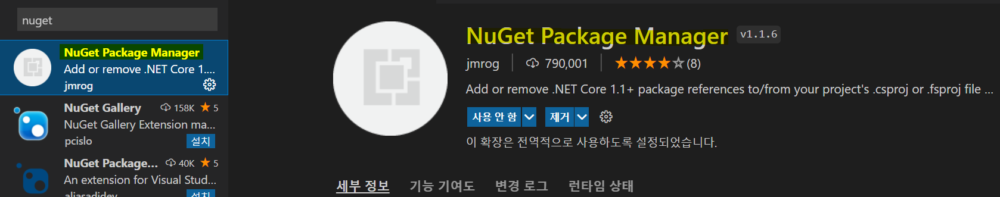 nuget
NuGet Package Manager
Add or remove .NET Core 1....
jmrog
NuGet Gallery 158K ★ 5
NuGet Gallery Extension ma...
pcislo 설치
NuGet Package... 40K ★ 5
An extension for Visual Stud...
aliasadidev 설치
NuGet Package Manager v1.1.6
jmrog 790,001 ★★★★☆(8)
Add or remove .NET Core 1.1+ package references to/from your project's .csproj or .fsproj file ...
사용 안 함 제거
이 확장은 전역적으로 사용하도록 설정되었습니다.
세부 정보 기능 기여도 변경 로그 런타임 상태